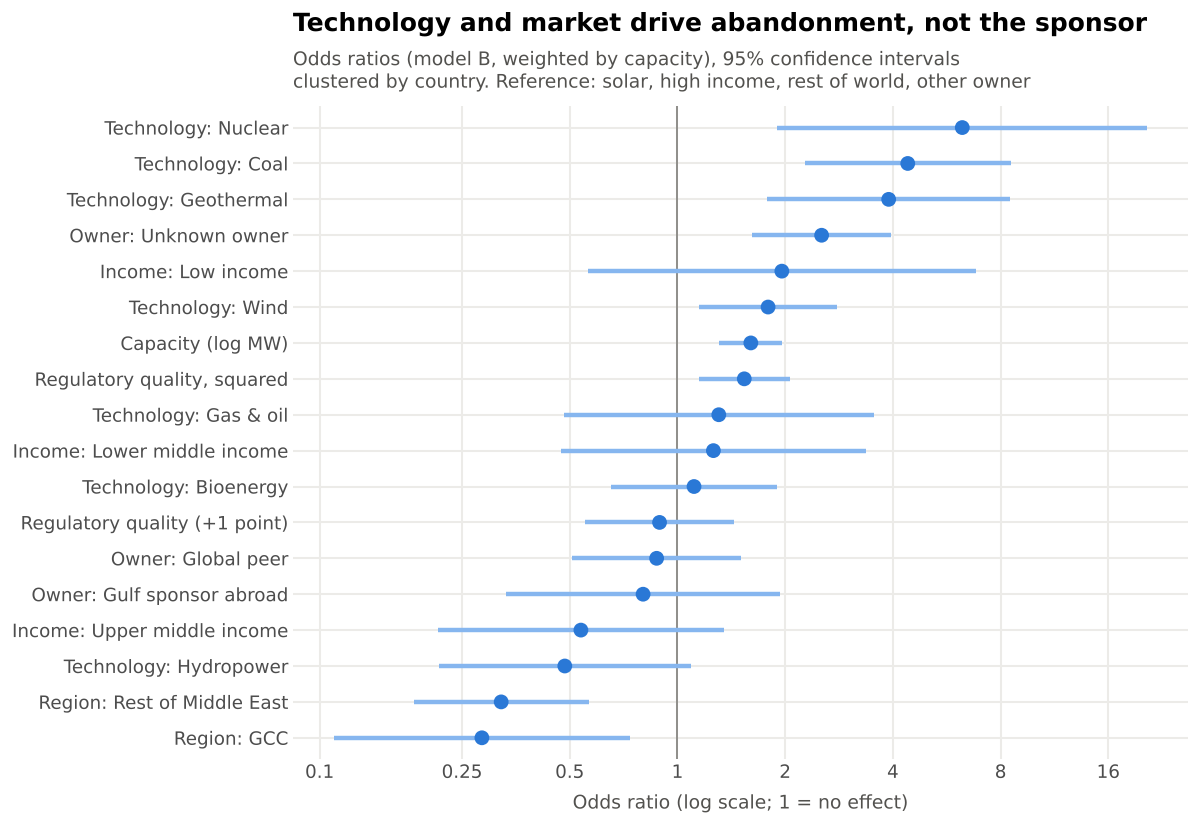 Technology and market drive abandonment, not the sponsor
Odds ratios (model B, weighted by capacity), 95% confidence intervals
clustered by country. Reference: solar, high income, rest of world, other owner
Technology: Nuclear
Technology: Coal
Technology: Geothermal
Owner: Unknown owner
Income: Low income
Technology: Wind
Capacity (log MW)
Regulatory quality, squared
Technology: Gas & oil
Income: Lower middle income
Technology: Bioenergy
Regulatory quality (+1 point)
Owner: Global peer
Owner: Gulf sponsor abroad
Income: Upper middle income
Technology: Hydropower
Region: Rest of Middle East
Region: GCC
0.1 0.25 0.5 1 2 4 8 16
Odds ratio (log scale; 1 = no effect)